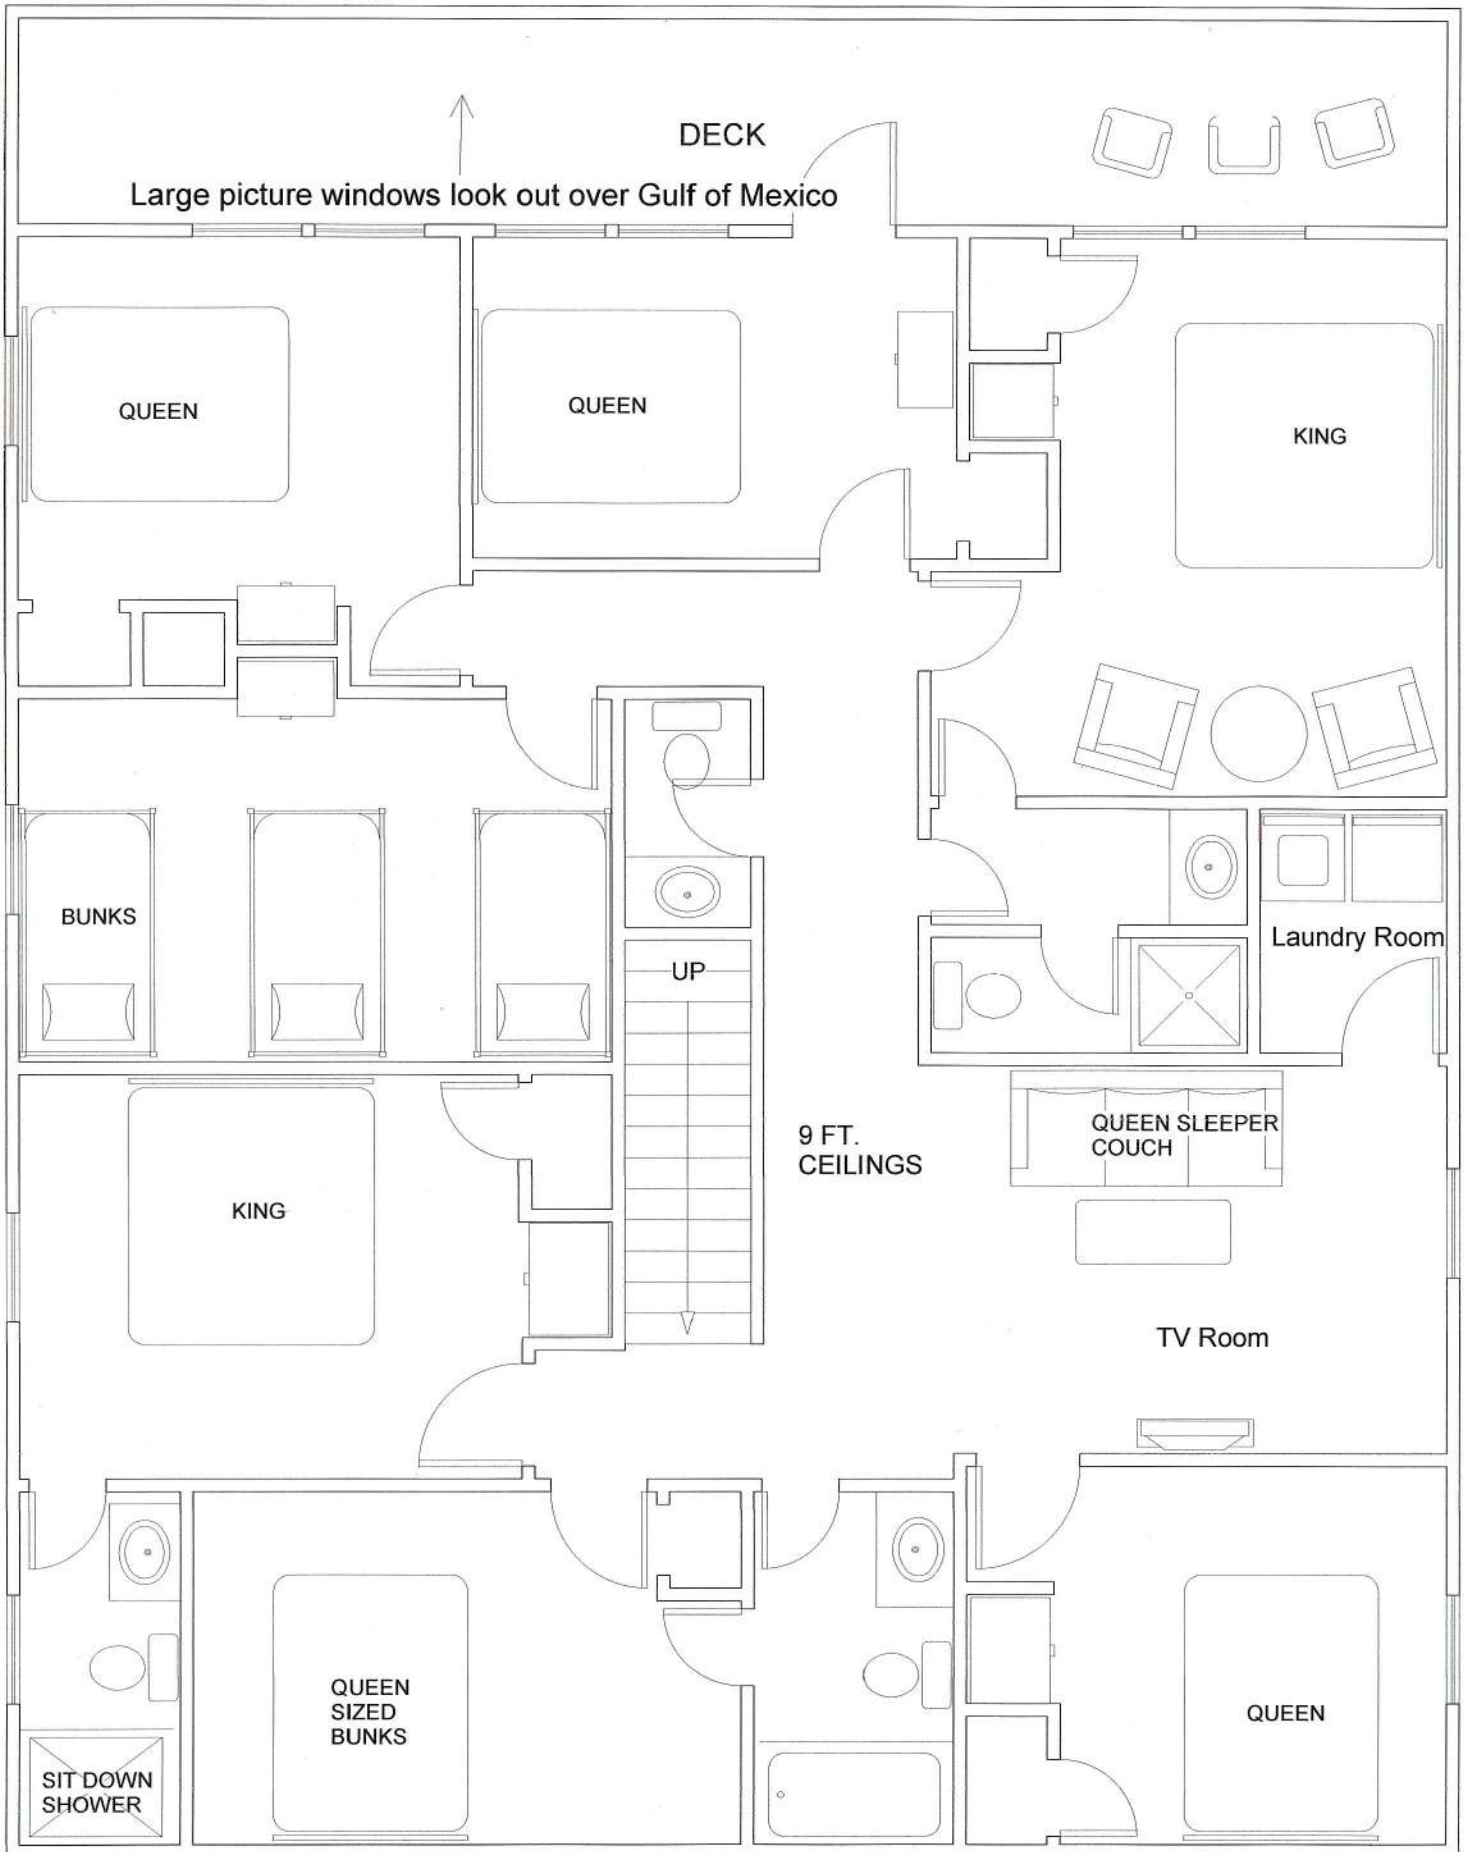 DECK
Large picture windows look out over Gulf of Mexico
QUEEN
QUEEN
KING
BUNKS
UP
Laundry Room
QUEEN SLEEPER
COUCH
9 FT.
CEILINGS
KING
TV Room
QUEEN
SIZED
BUNKS
QUEEN
SIT DOWN
SHOWER